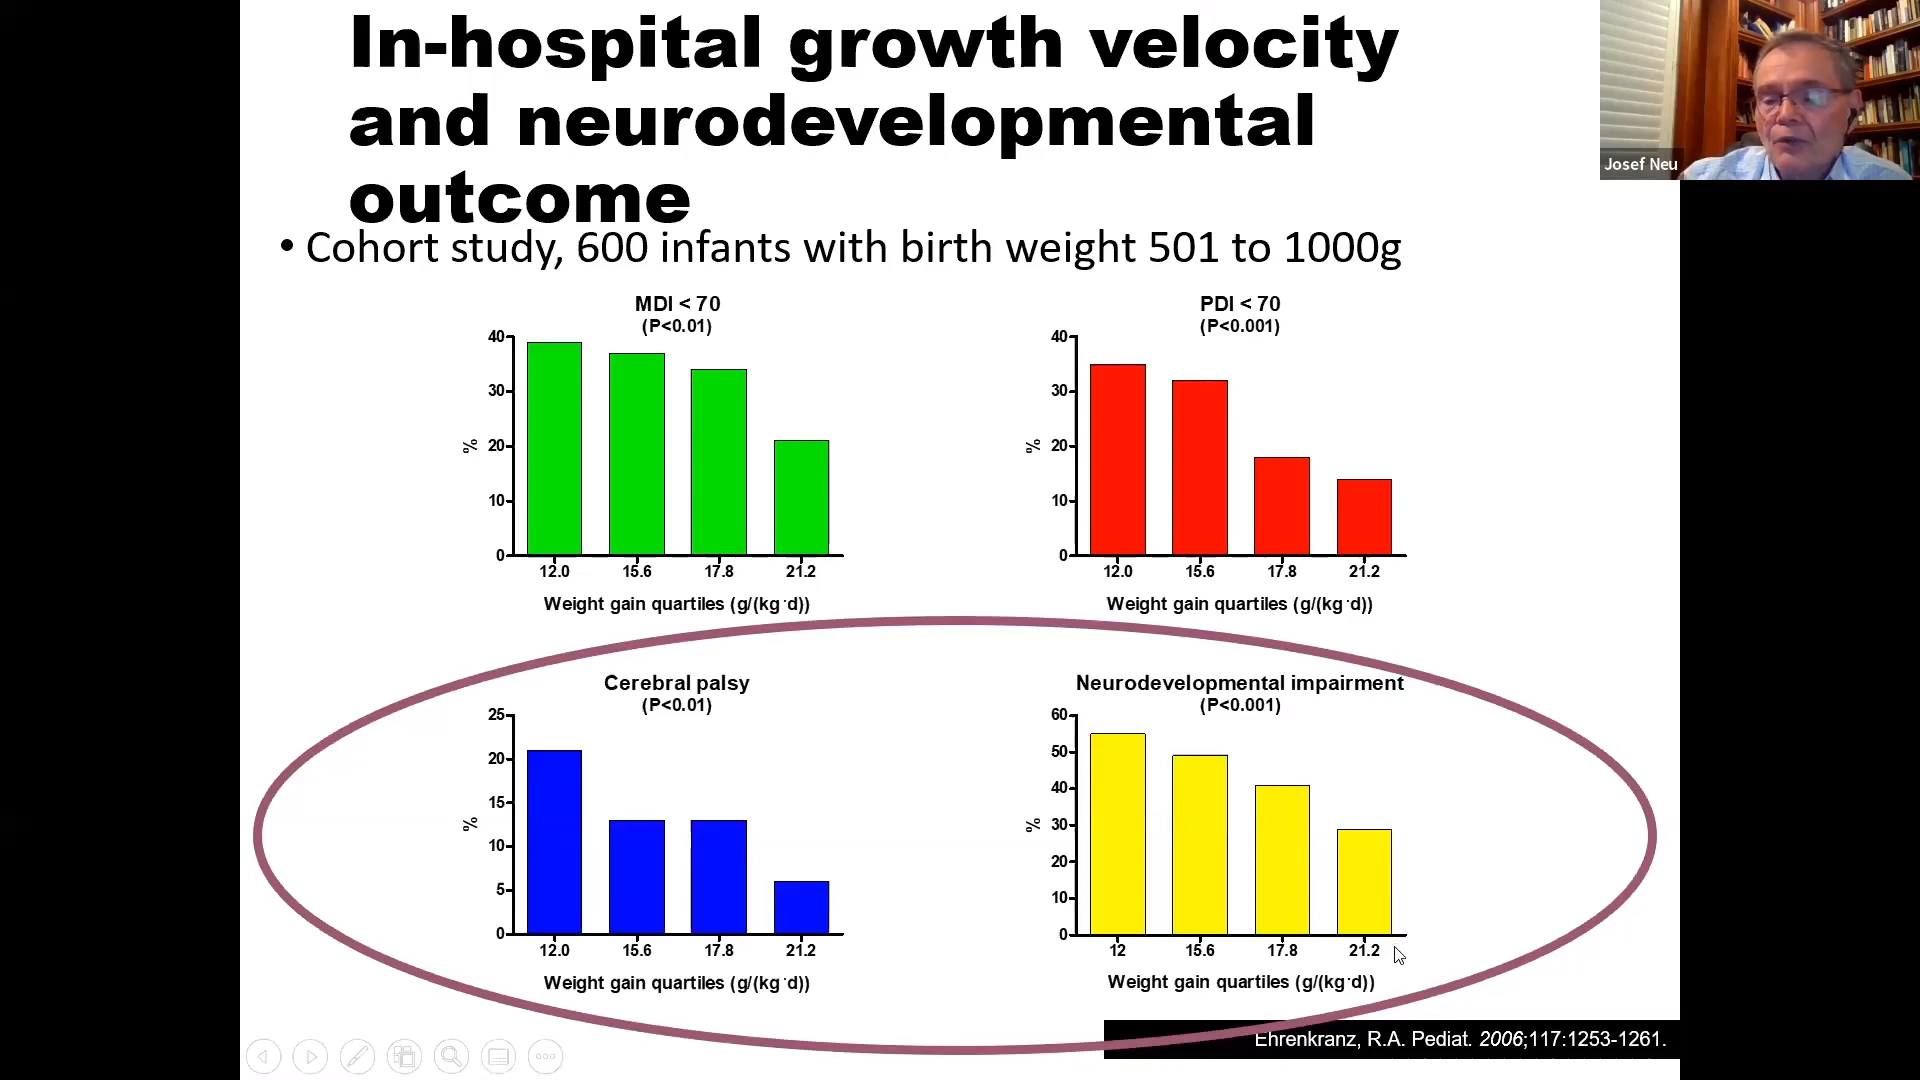 In-hospital growth velocity
and neurodevelopmental
outcome
• Cohort study, 600 infants with birth weight 501 to 1000g
Josef Neu
MDI < 70
(P<0.01)
40
30
20
10
0
%
12.0 15.6 17.8 21.2
Weight gain quartiles (g/(kg·d))
PDI < 70
(P<0.001)
40
30
20
10
0
%
12.0 15.6 17.8 21.2
Weight gain quartiles (g/(kg·d))
Cerebral palsy
(P<0.01)
25
20
15
10
5
0
%
12.0 15.6 17.8 21.2
Weight gain quartiles (g/(kg·d))
Neurodevelopmental impairment
(P<0.001)
60
50
40
30
20
10
0
%
12 15.6 17.8 21.2
Weight gain quartiles (g/(kg·d))
Ehrenkranz, R.A. Pediat. 2006;117:1253-1261.